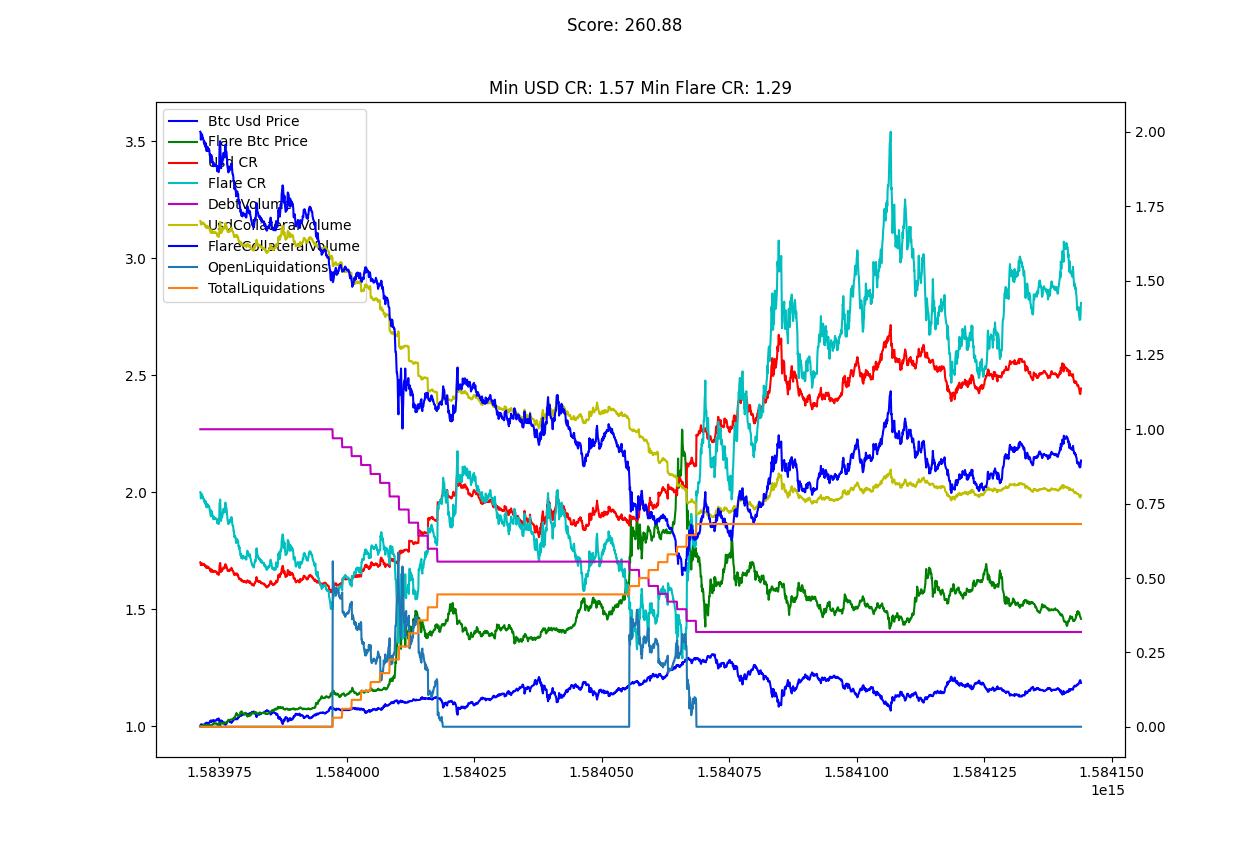 Score: 260.88
Min USD CR: 1.57 Min Flare CR: 1.29
Btc Usd Price
Flare Btc Price
Usd CR
Flare CR
DebtVolume
UsdCollateralVolume
FlareCollateralVolume
OpenLiquidations
TotalLiquidations
3.5
3.0
2.5
2.0
1.5
1.0
2.00
1.75
1.50
1.25
1.00
0.75
0.50
0.25
0.00
1.583975 1.584000 1.584025 1.584050 1.584075 1.584100 1.584125 1.584150
1e15